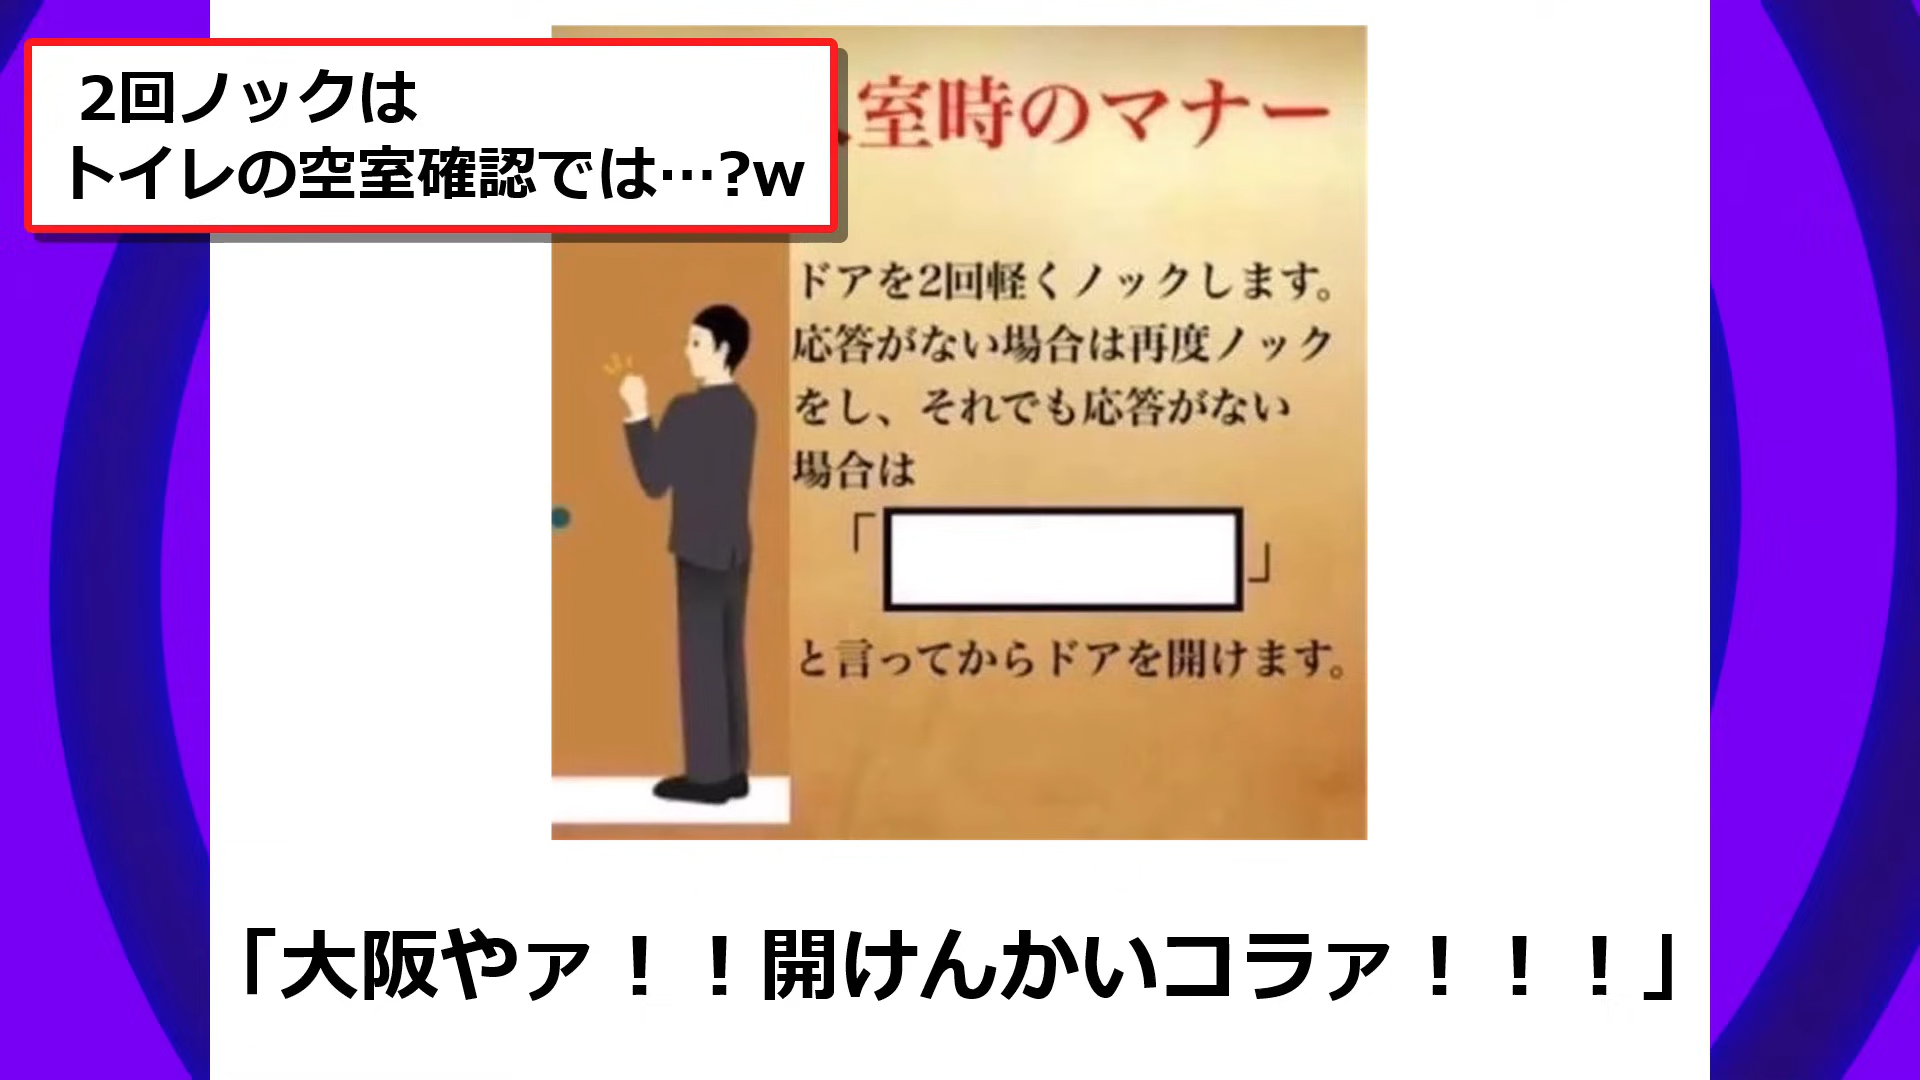 2回ノックは
トイレの空室確認では…?w
室時のマナー
ドアを2回軽くノックします。
応答がない場合は再度ノック
をし、それでも応答がない
場合は
「　　　」
と言ってからドアを開けます。
「大阪やァ！！開けんかいコラァ！！！」